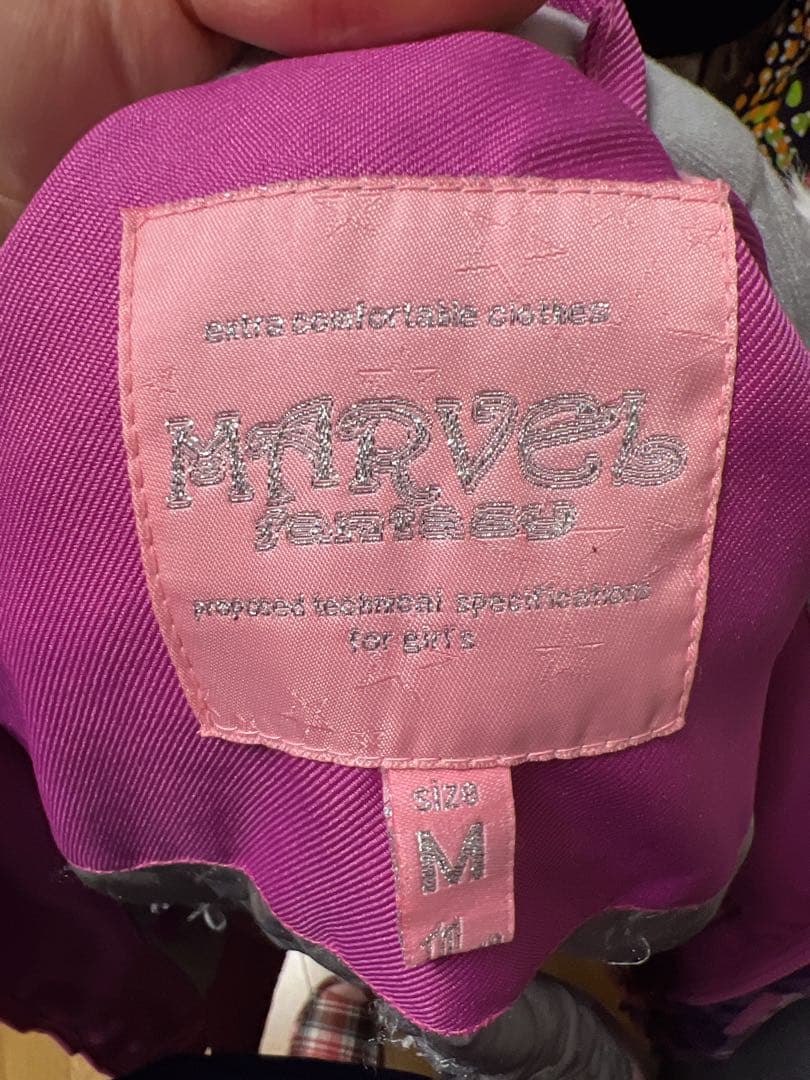 extra comfortable clothes
MARVEL
fantasy
proposed technical specifications
for girl's
size
M